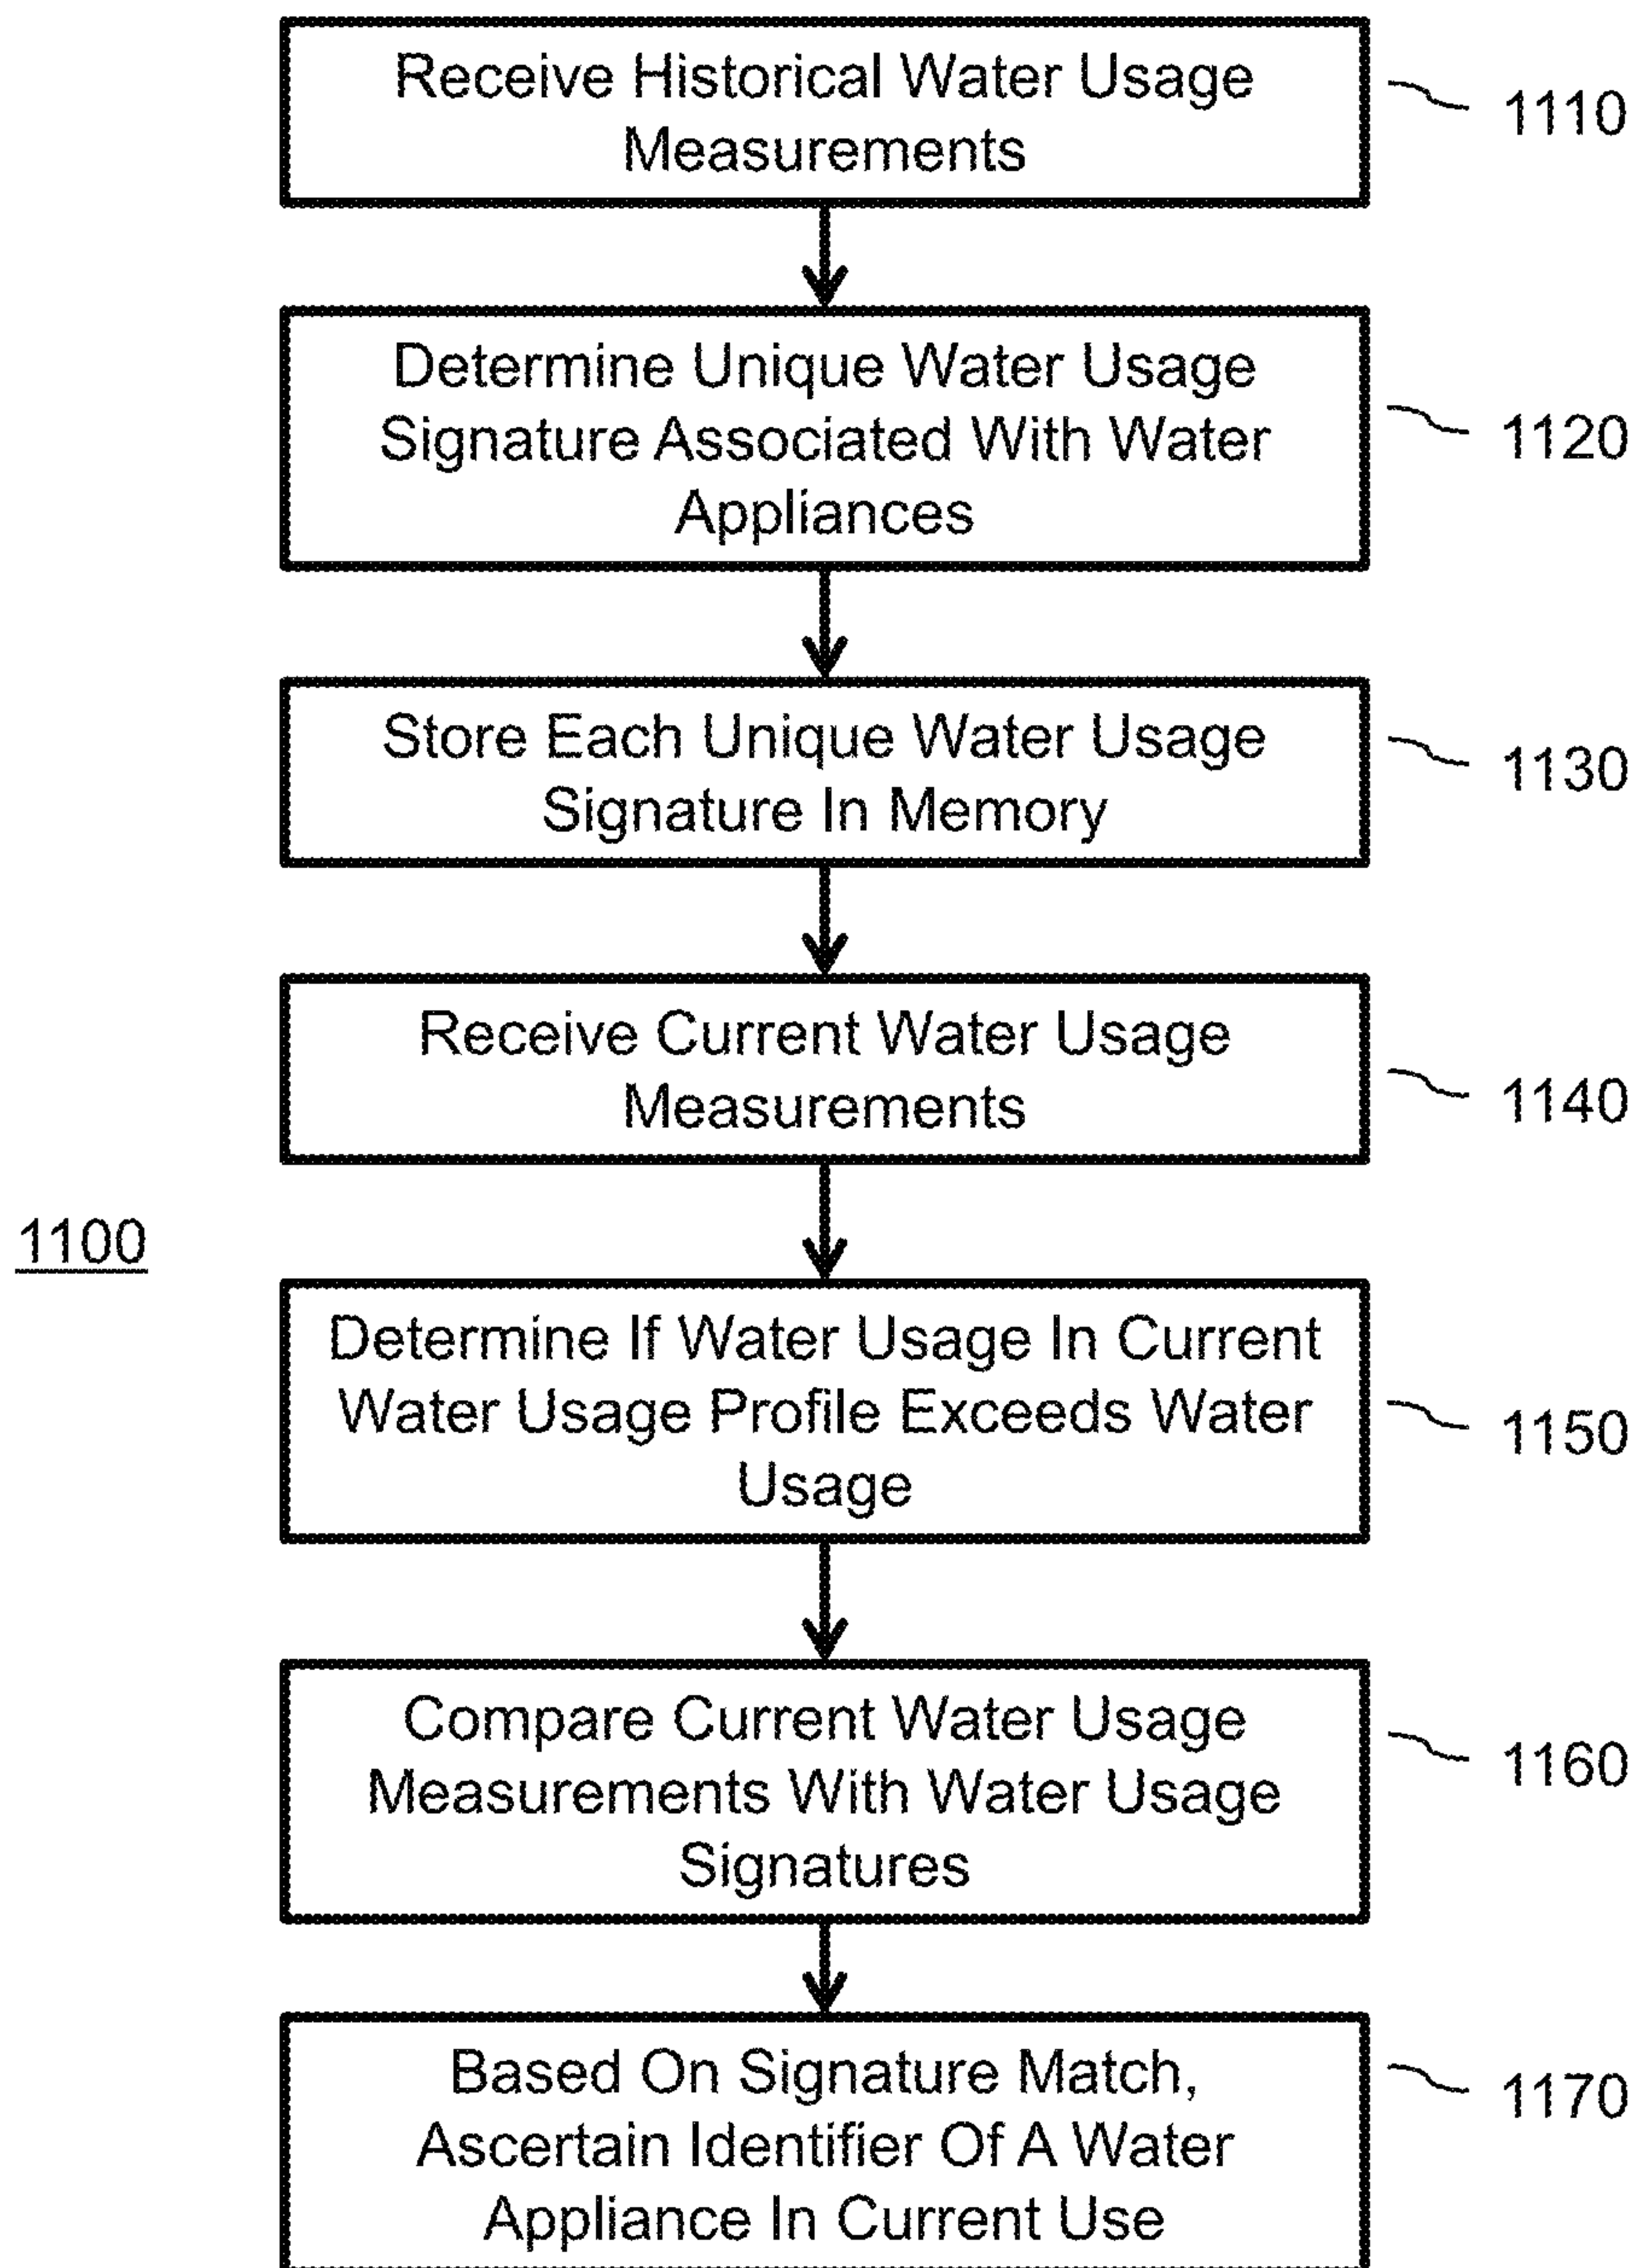 Receive Historical Water Usage
Measurements
1110
Determine Unique Water Usage
Signature Associated With Water
Appliances
1120
Store Each Unique Water Usage
Signature In Memory
1130
Receive Current Water Usage
Measurements
1140
1100
Determine If Water Usage In Current
Water Usage Profile Exceeds Water
Usage
1150
Compare Current Water Usage
Measurements With Water Usage
Signatures
1160
Based On Signature Match,
Ascertain Identifier Of A Water
Appliance In Current Use
1170